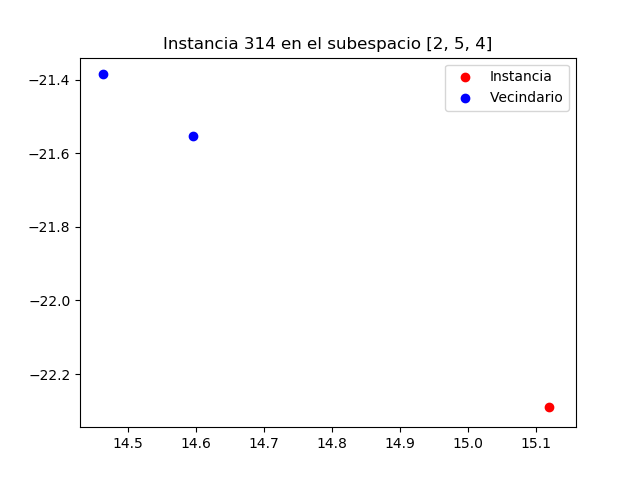 Instancia 314 en el subespacio [2, 5, 4]
Instancia
Vecindario
−21.4
−21.6
−21.8
−22.0
−22.2
14.5 14.6 14.7 14.8 14.9 15.0 15.1